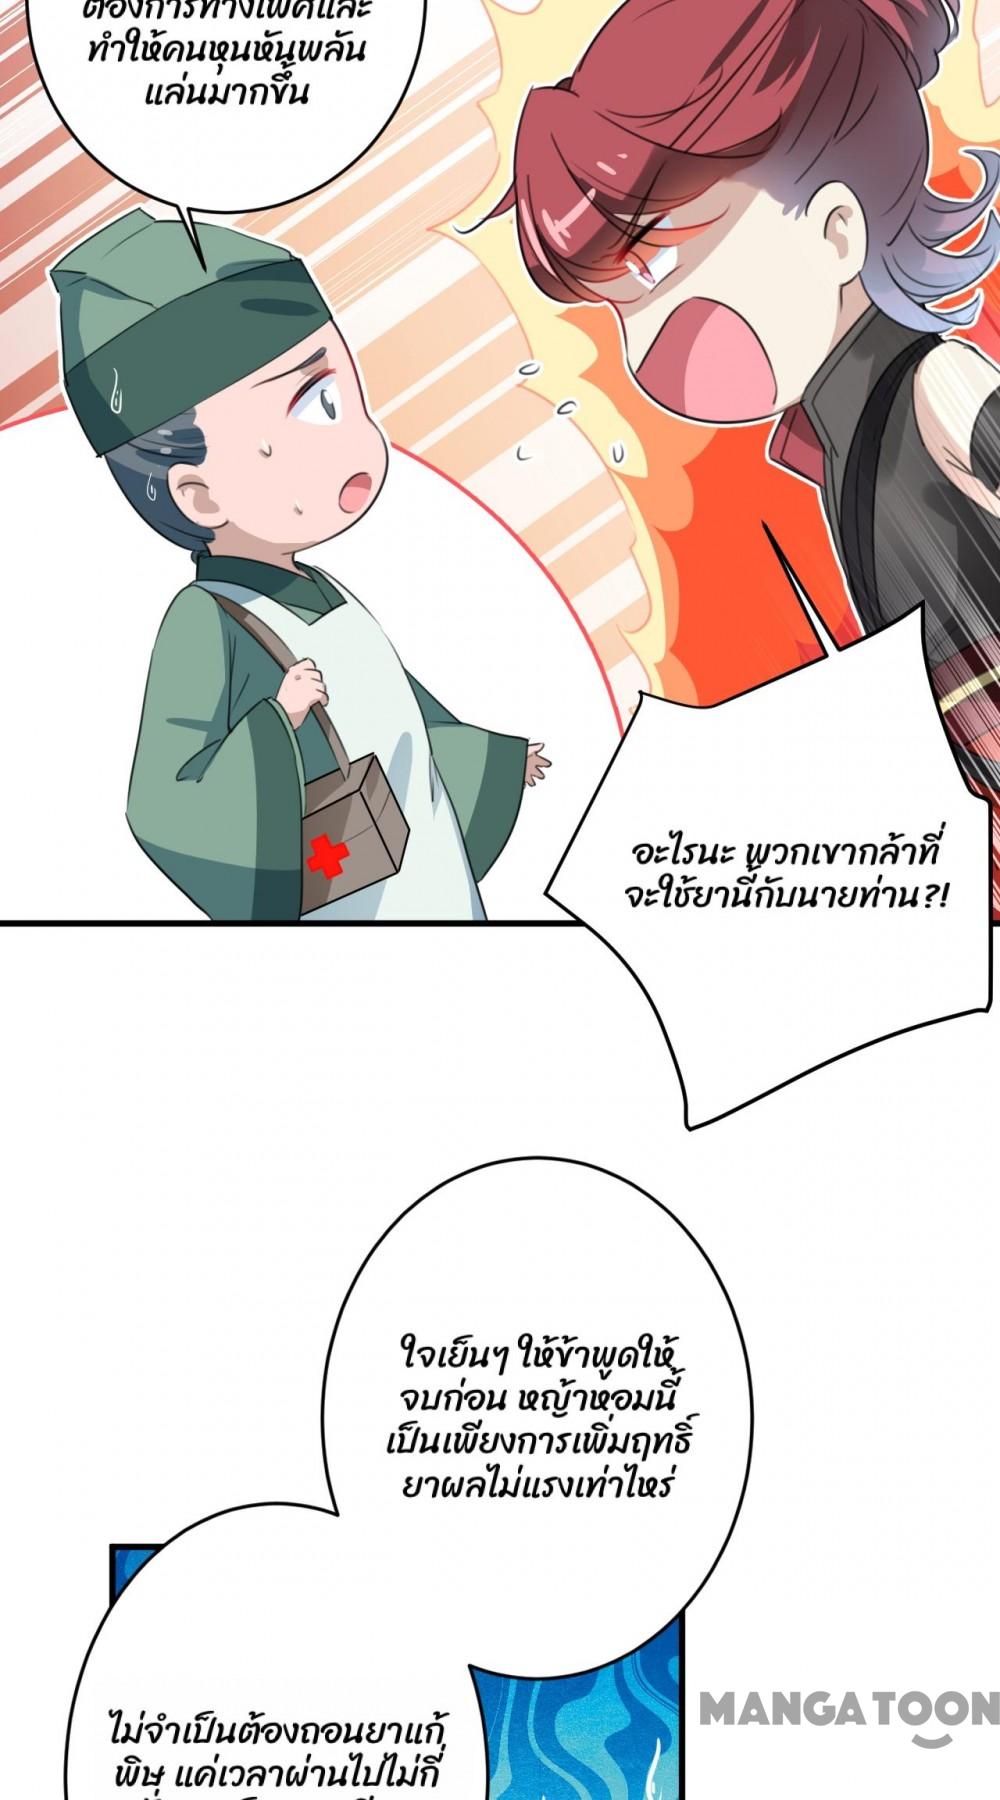 ต้องการทางเพศและ
ทำให้คนหุนหันพลัน
แล่นมากขึ้น
อะไรนะ พวกเขากล้าที่
จะใช้ยานี้กับนายท่าน?!
ใจเย็นๆ ให้ข้าพูดให้
จบก่อน หญ้าหอมนี้
เป็นเพียงการเพิ่มฤทธิ์
ยาผลไม่แรงเท่าไหร่
MANGATOON
ไม่จำเป็นต้องถอนยาแก้
พิษ แค่เวลาผ่านไปไม่กี่